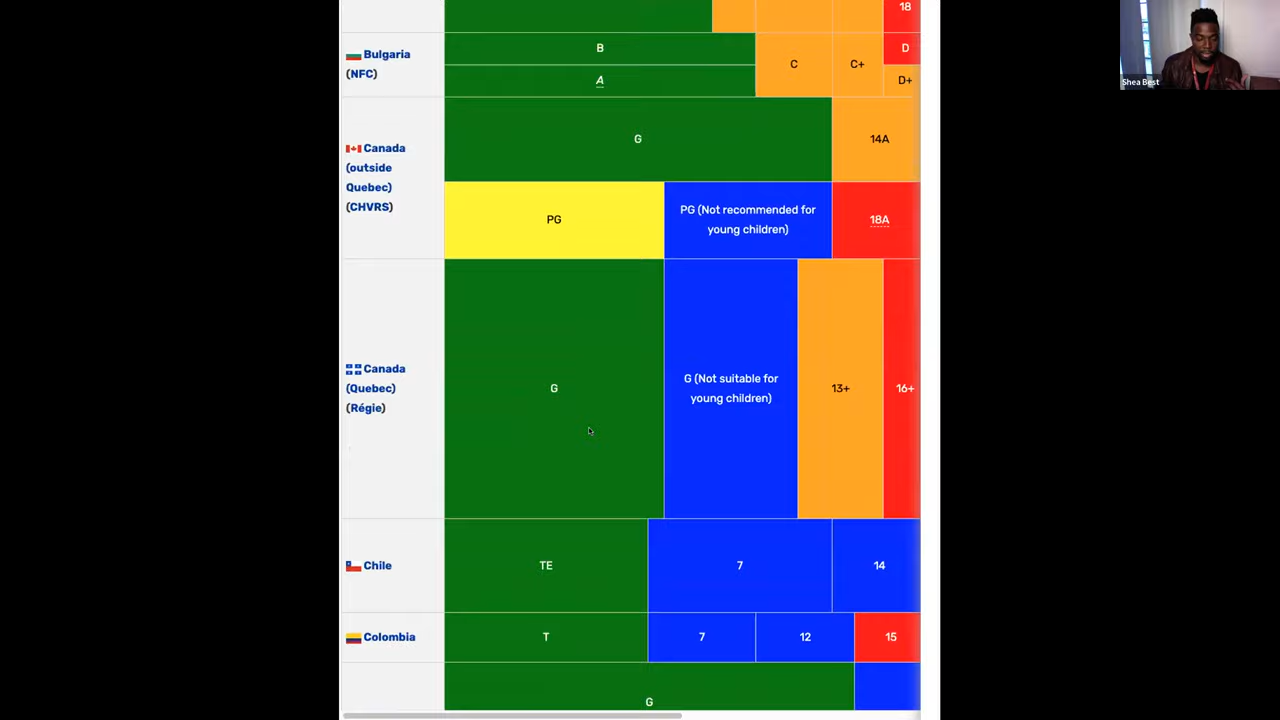 18
Bulgaria
(NFC)
B
A
C
C+
D
D+
Canada
(outside
Quebec)
(CHVRS)
G
14A
PG
PG (Not recommended for
young children)
18A
Canada
(Quebec)
(Régie)
G
G (Not suitable for
young children)
13+
16+
Chile
TE
7
14
Colombia
T
7
12
15
G
Shea Best